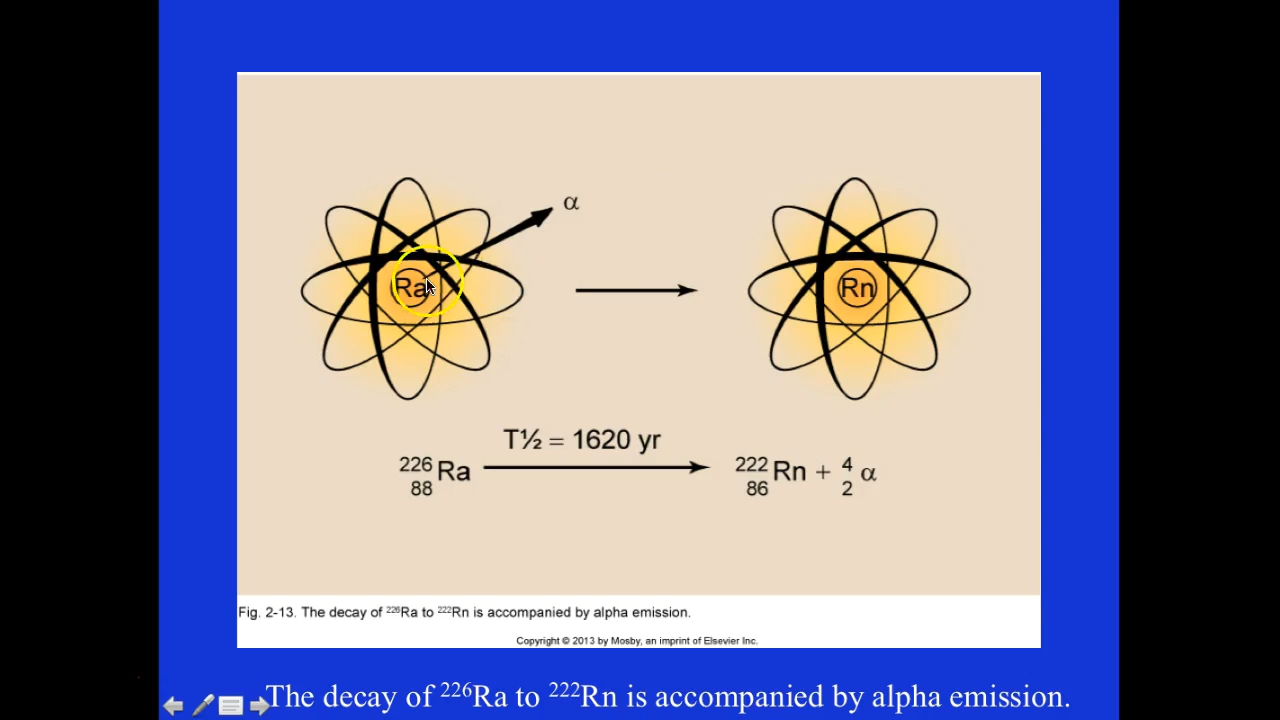 α
Ra
Rn
T½ = 1620 yr
226
88 Ra
222
86 Rn + 4
2 α
Fig. 2-13. The decay of ²²⁶Ra to ²²²Rn is accompanied by alpha emission.
Copyright © 2013 by Mosby, an imprint of Elsevier Inc.
The decay of ²²⁶Ra to ²²²Rn is accompanied by alpha emission.